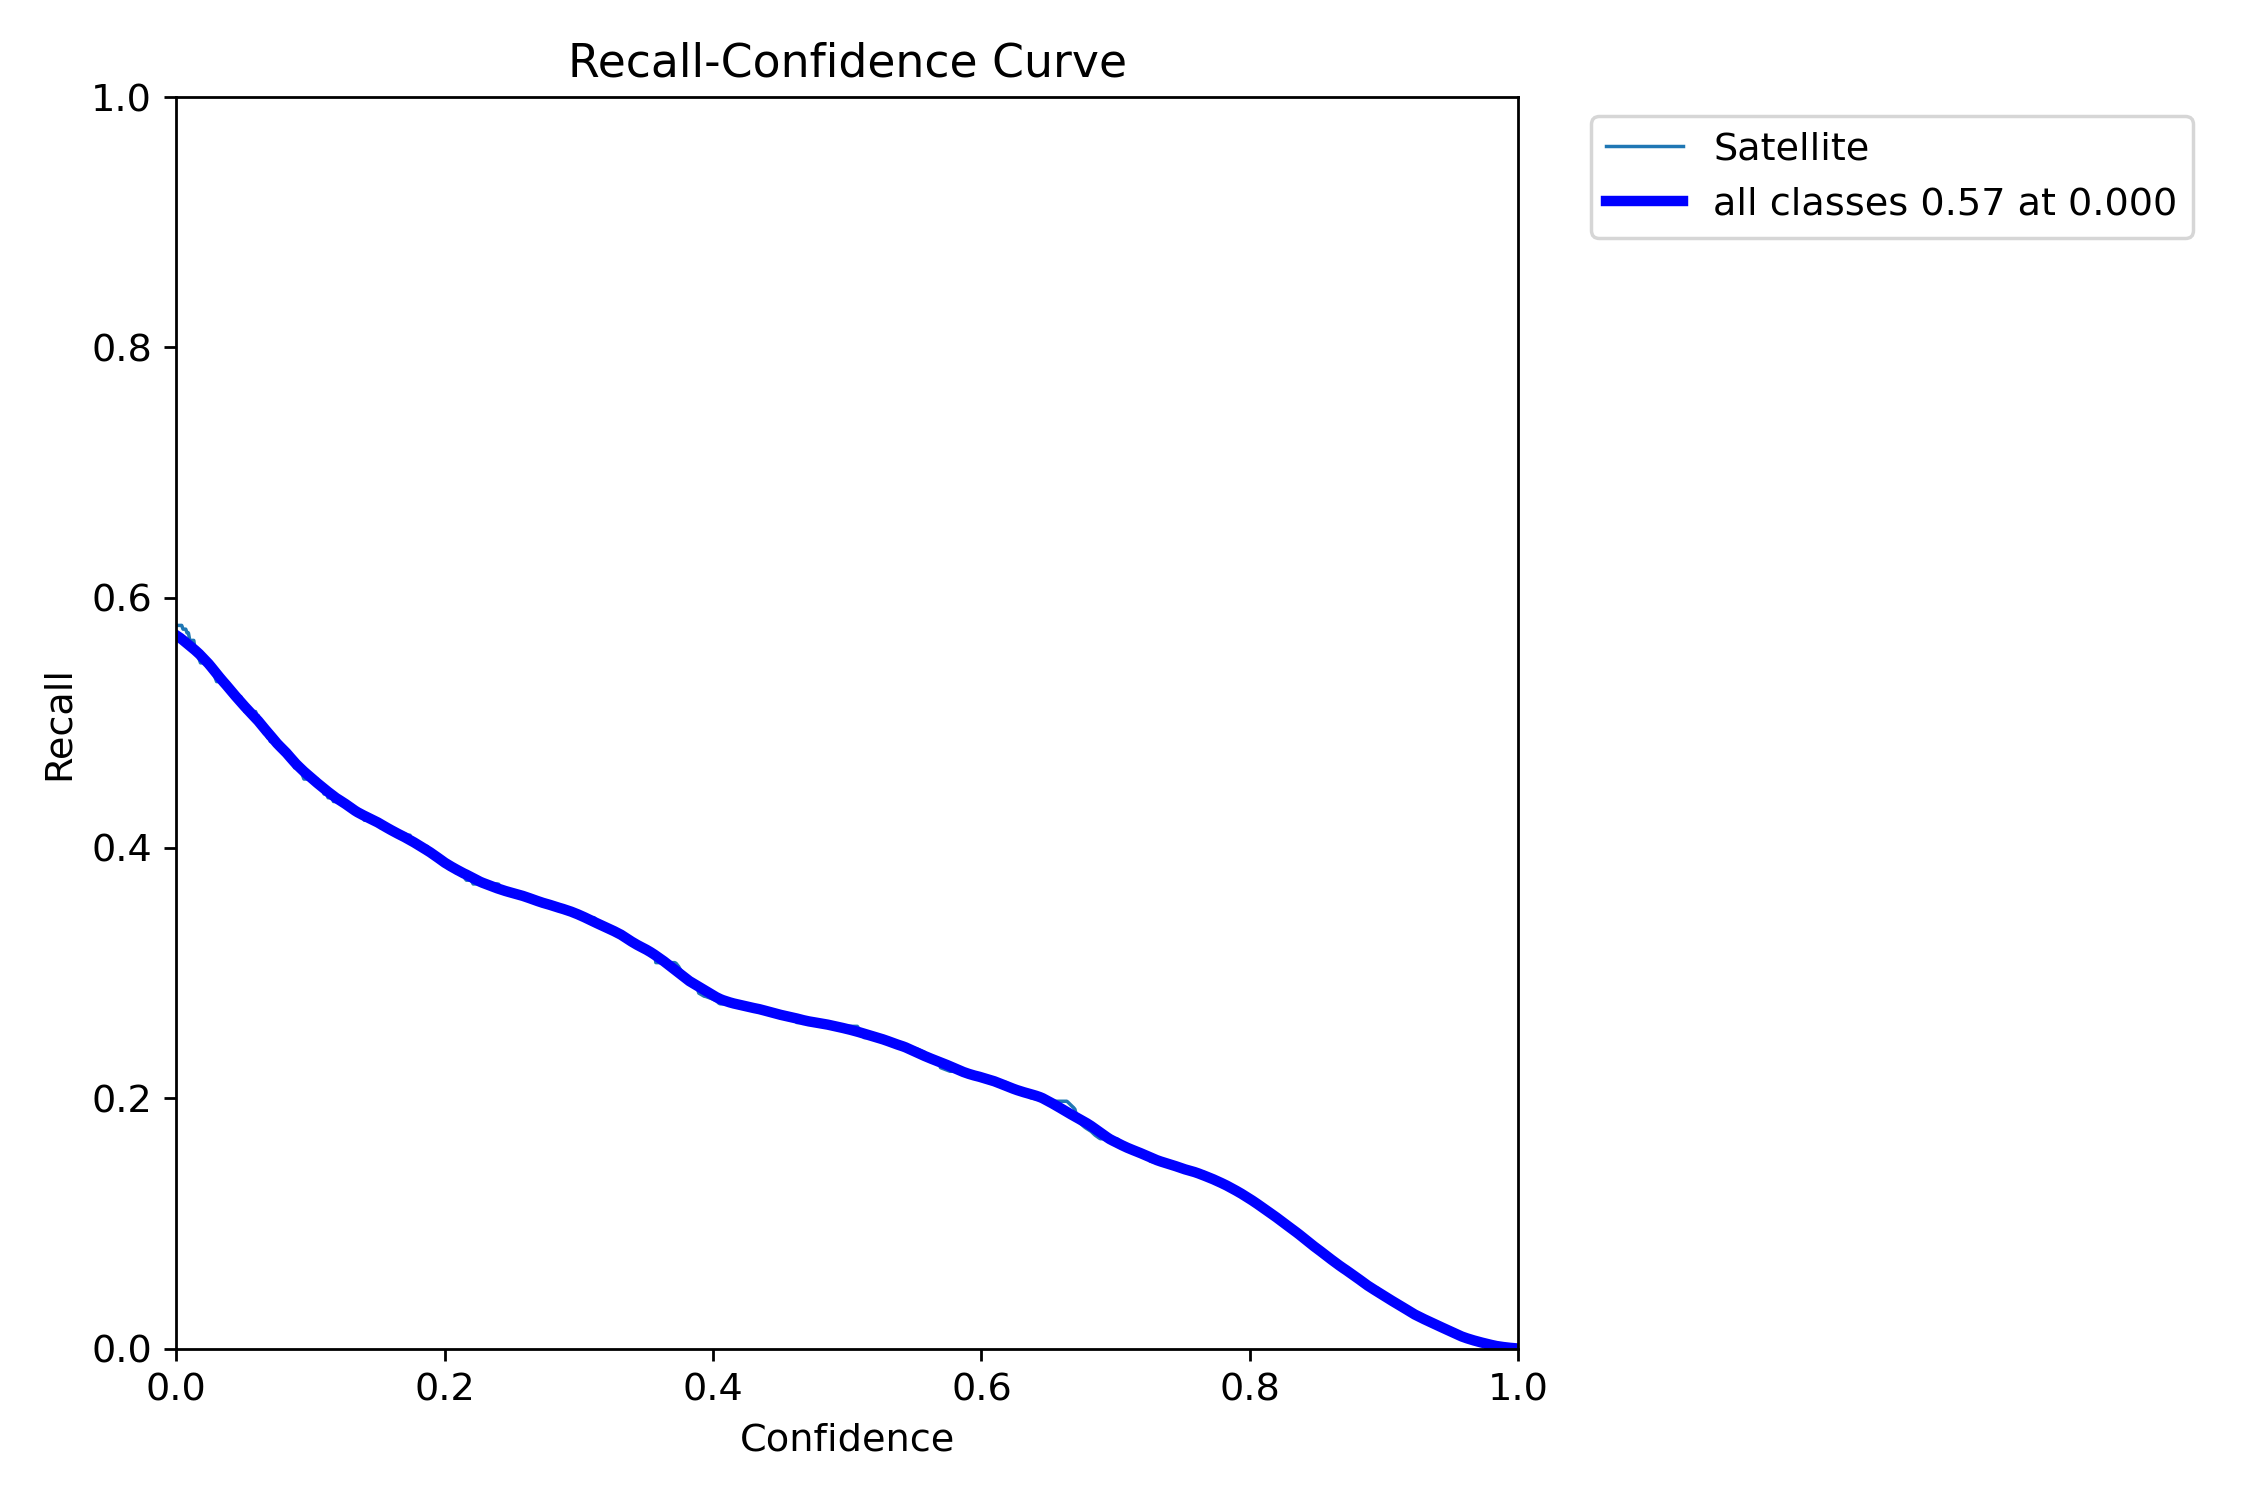 Recall-Confidence Curve
1.0
0.8
0.6
0.4
0.2
0.0
Recall
0.0 0.2 0.4 0.6 0.8 1.0
Confidence
Satellite
all classes 0.57 at 0.000